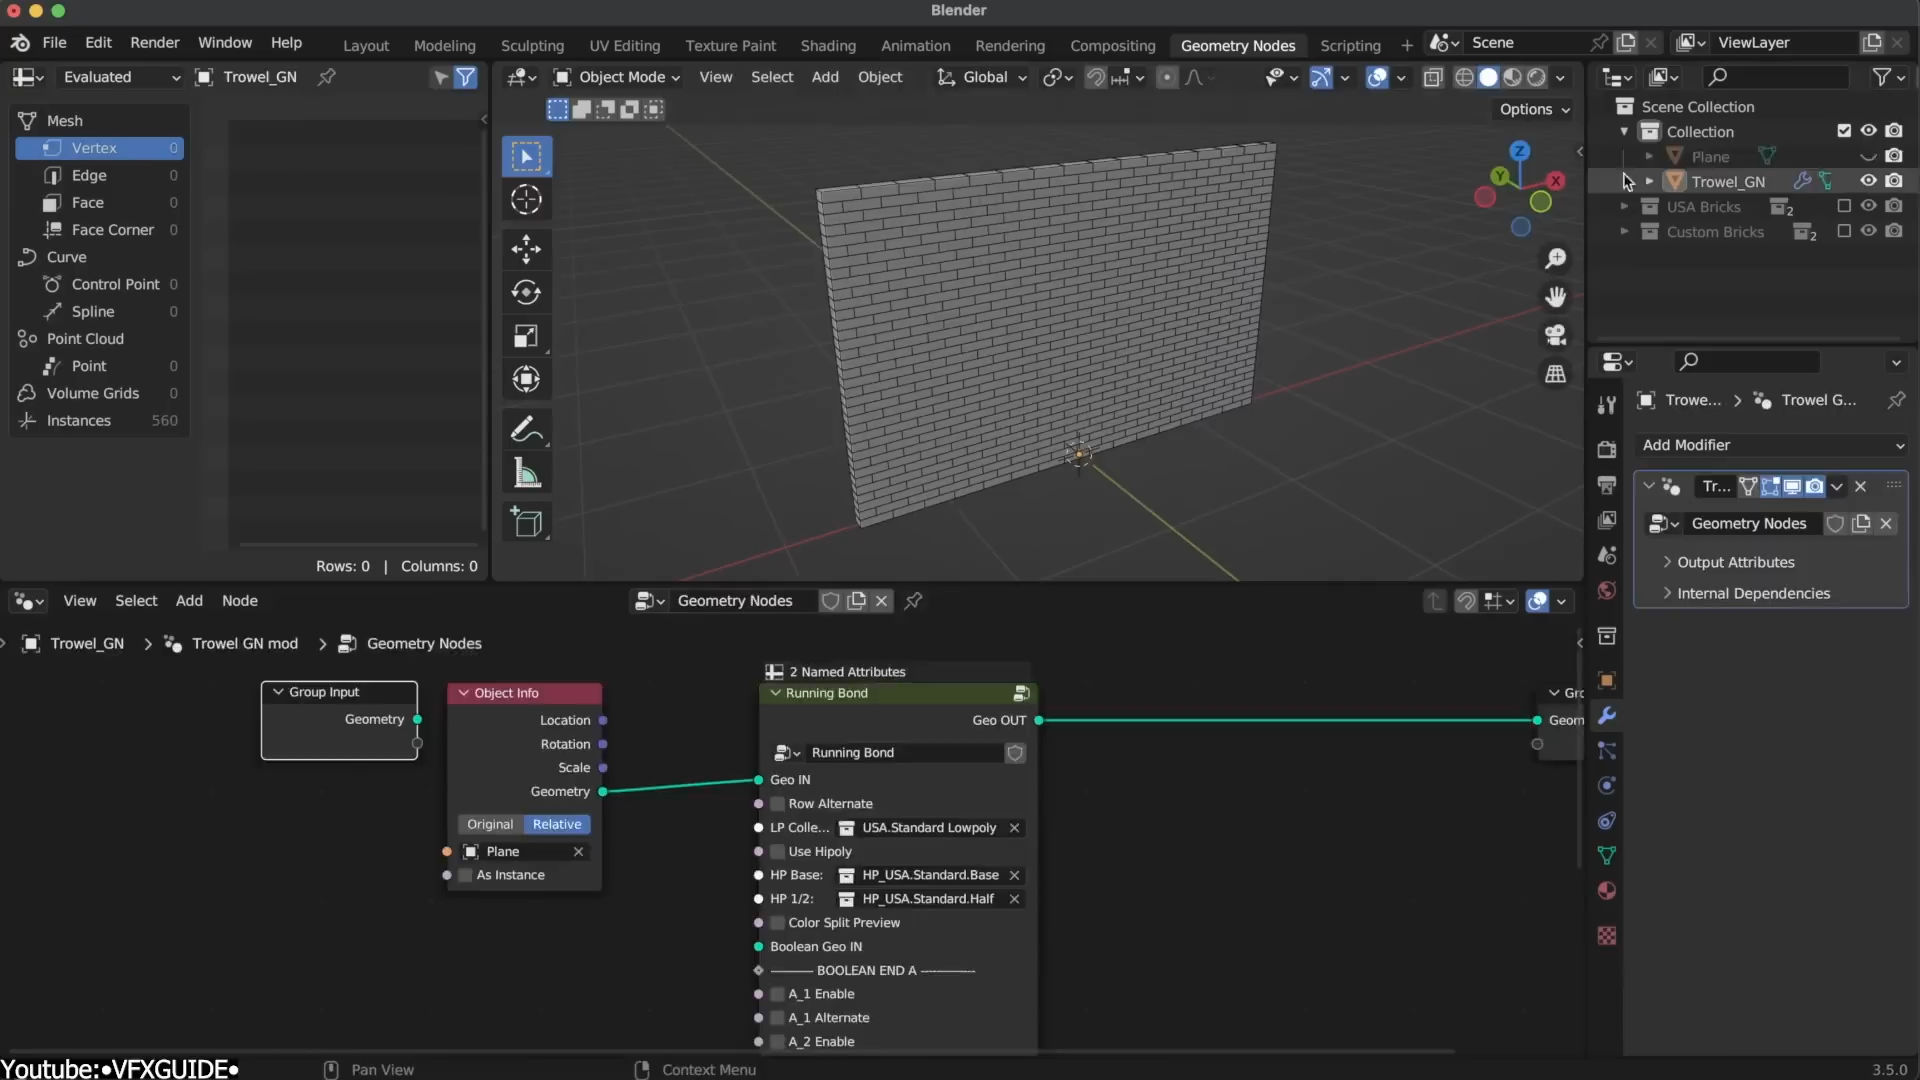 Blender
File Edit Render Window Help Layout Modeling Sculpting UV Editing Texture Paint Shading Animation Rendering Compositing Geometry Nodes Scripting + Scene ViewLayer
Evaluated Trowel_GN
Object Mode View Select Add Object Global
Options
Mesh
Vertex 0
Edge 0
Face 0
Face Corner 0
Curve
Control Point 0
Spline 0
Point Cloud
Point 0
Volume Grids 0
Instances 560
Rows: 0 | Columns: 0
Z
Y
X
Scene Collection
Collection
Plane
Trowel_GN
USA Bricks 2
Custom Bricks 2
Trowe... > Trowel G...
Add Modifier
Tr...
Geometry Nodes
Output Attributes
Internal Dependencies
View Select Add Node Geometry Nodes
Trowel_GN > Trowel GN mod > Geometry Nodes
Group Input
Geometry
Object Info
Location
Rotation
Scale
Geometry
Original Relative
Plane
As Instance
2 Named Attributes
Running Bond
Geo OUT
Running Bond
Geo IN
Row Alternate
LP Colle... USA.Standard Lowpoly
Use Hipoly
HP Base: HP_USA.Standard.Base
HP 1/2: HP_USA.Standard.Half
Color Split Preview
Boolean Geo IN
——— BOOLEAN END A ———
A_1 Enable
A_1 Alternate
A_2 Enable
Gro
Geom
Youtube:•VFXGUIDE•
Pan View
Context Menu
3.5.0